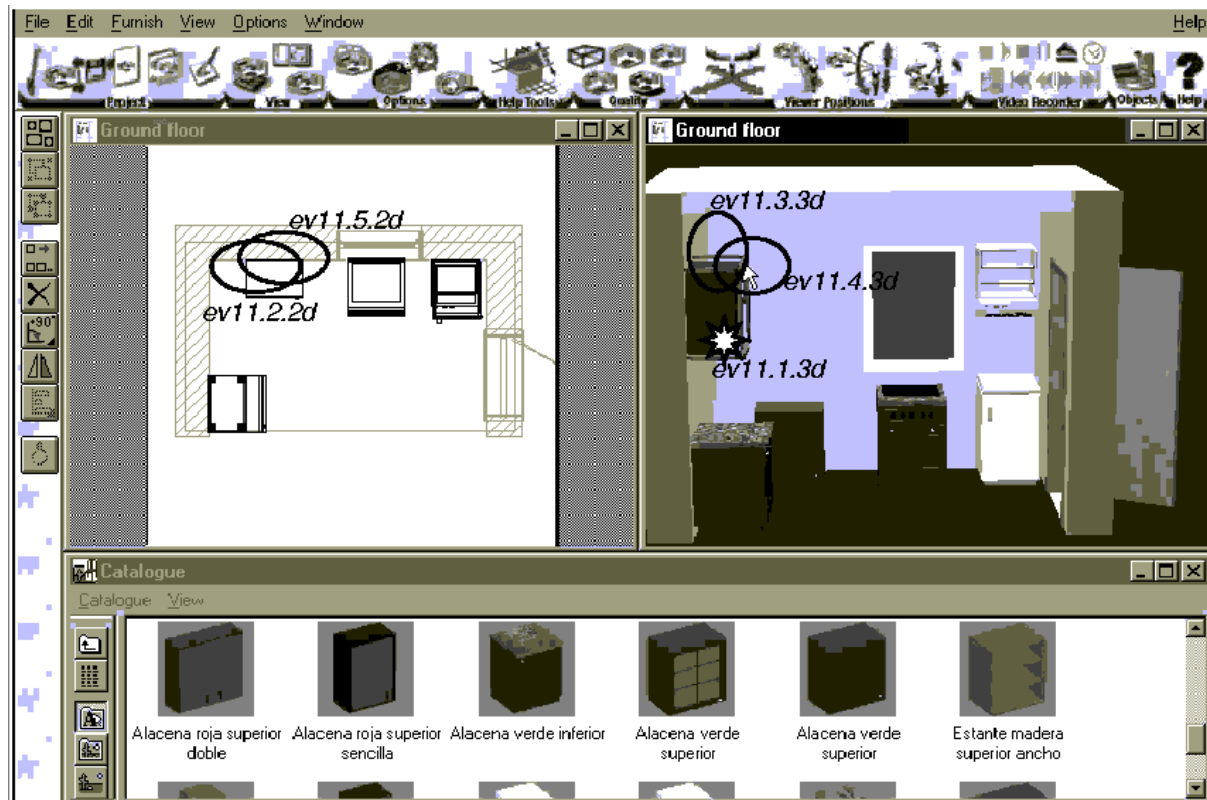 File Edit Furnish View Options Window Help
Project View Options Help Tools Quality Viewer Positions Video Recorder Objects Help
Ground floor
Ground floor
ev11.5.2d
ev11.2.2d
ev11.3.3d
ev11.4.3d
ev11.1.3d
+90°
Catalogue
Catalogue View
Alacena roja superior
doble
Alacena roja superior
sencilla
Alacena verde inferior
Alacena verde
superior
Alacena verde
superior
Estante madera
superior ancho